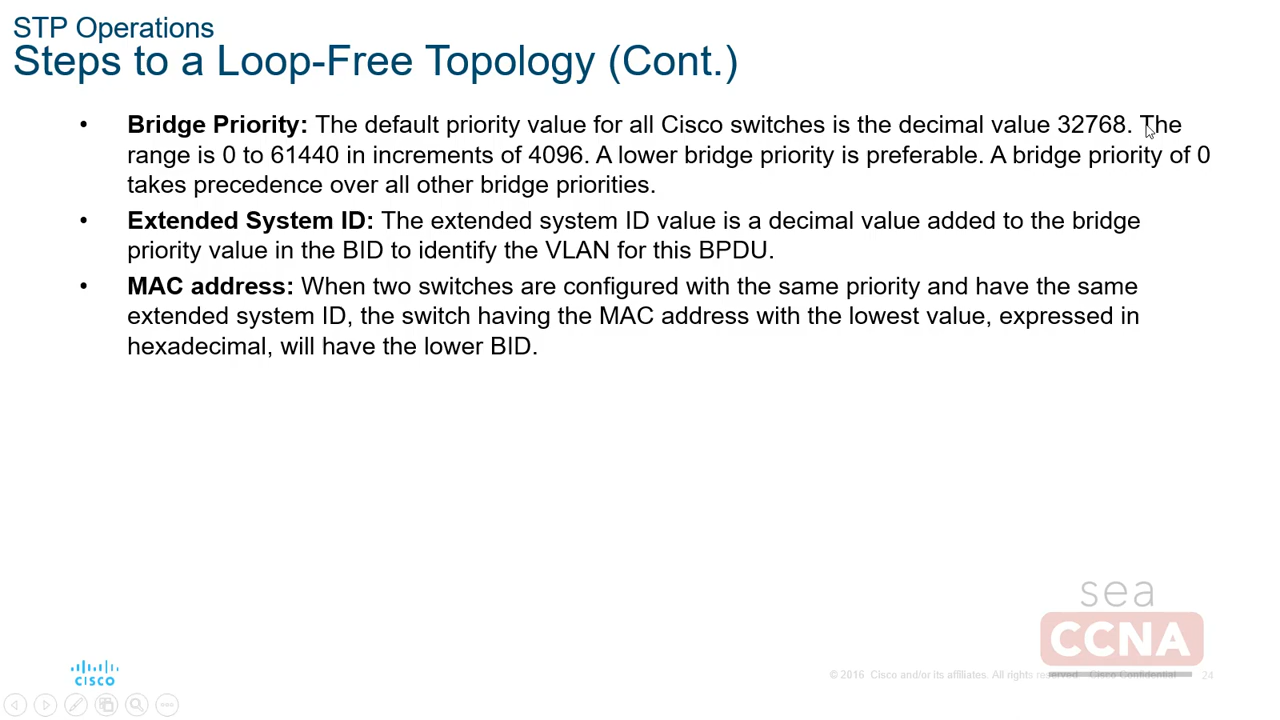 STP Operations
Steps to a Loop-Free Topology (Cont.)
• Bridge Priority: The default priority value for all Cisco switches is the decimal value 32768. The
range is 0 to 61440 in increments of 4096. A lower bridge priority is preferable. A bridge priority of 0
takes precedence over all other bridge priorities.
• Extended System ID: The extended system ID value is a decimal value added to the bridge
priority value in the BID to identify the VLAN for this BPDU.
• MAC address: When two switches are configured with the same priority and have the same
extended system ID, the switch having the MAC address with the lowest value, expressed in
hexadecimal, will have the lower BID.
sea
CCNA
CISCO
© 2016 Cisco and/or its affiliates. All rights reserved. Cisco Confidential 24